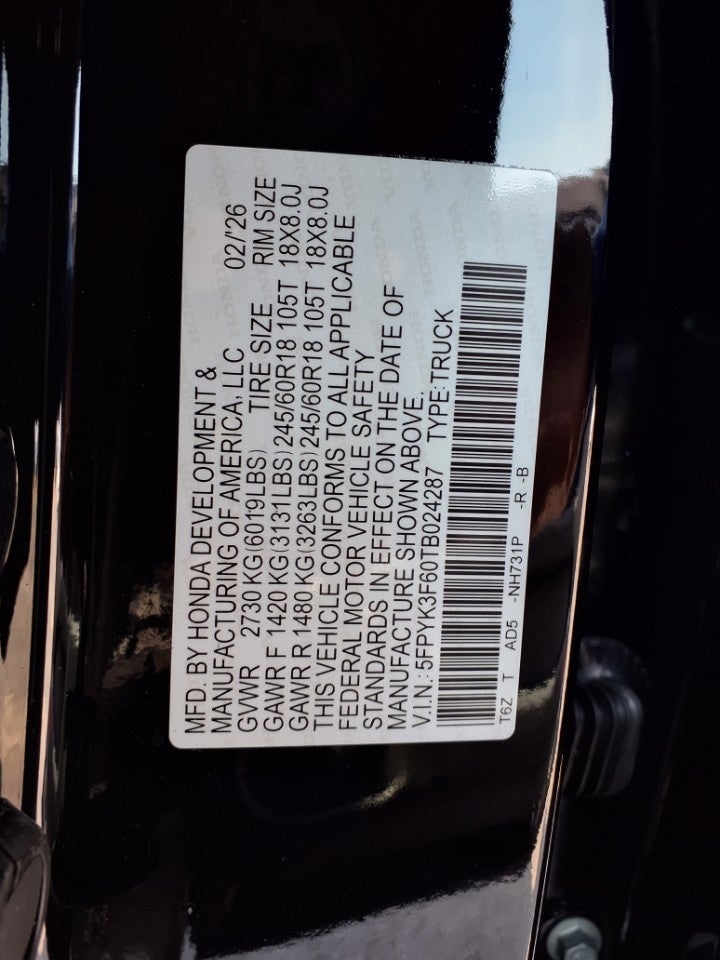 MFD. BY HONDA DEVELOPMENT &
MANUFACTURING OF AMERICA, LLC 02/'26
GVWR 2730 KG(6019LBS) TIRE SIZE RIM SIZE
GAWR F 1420 KG(3131LBS) 245/60R18 105T 18X8.0J
GAWR R 1480 KG(3263LBS) 245/60R18 105T 18X8.0J
THIS VEHICLE CONFORMS TO ALL APPLICABLE
FEDERAL MOTOR VEHICLE SAFETY
STANDARDS IN EFFECT ON THE DATE OF
MANUFACTURE SHOWN ABOVE.
V.I.N.: 5FPYK3F60TB024287 TYPE: TRUCK
T6Z T AD5 -NH731P -R -B